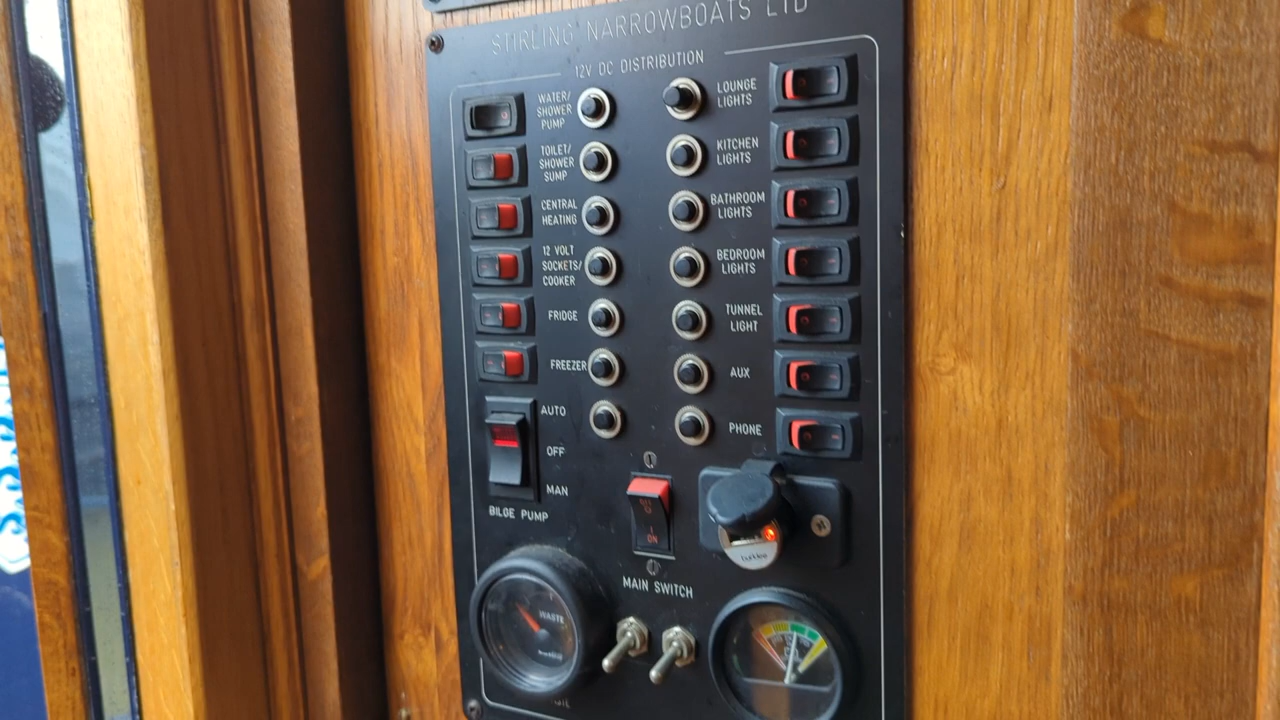 STIRLING NARROWBOATS LTD
12V DC DISTRIBUTION
WATER/
SHOWER
PUMP
TOILET/
SHOWER
SUMP
CENTRAL
HEATING
12 VOLT
SOCKETS/
COOKER
FRIDGE
FREEZER
AUTO
OFF
MAN
BILGE PUMP
LOUNGE
LIGHTS
KITCHEN
LIGHTS
BATHROOM
LIGHTS
BEDROOM
LIGHTS
TUNNEL
LIGHT
AUX
PHONE
ON
MAIN SWITCH
WASTE